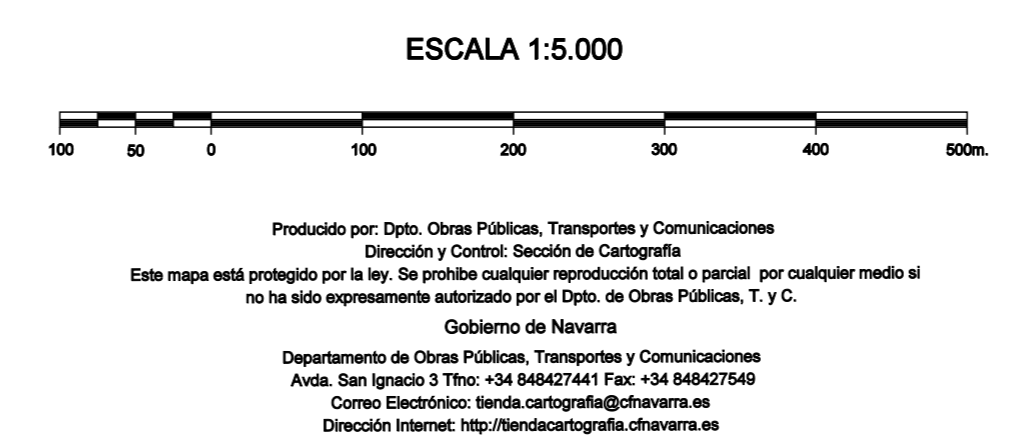 ESCALA 1:5.000
100 50 0 100 200 300 400 500m.
Producido por: Dpto. Obras Públicas, Transportes y Comunicaciones
Dirección y Control: Sección de Cartografía
Este mapa está protegido por la ley. Se prohibe cualquier reproducción total o parcial por cualquier medio si
no ha sido expresamente autorizado por el Dpto. de Obras Públicas, T. y C.
Gobierno de Navarra
Departamento de Obras Públicas, Transportes y Comunicaciones
Avda. San Ignacio 3 Tfno: +34 848427441 Fax: +34 848427549
Correo Electrónico: tienda.cartografia@cfnavarra.es
Dirección Internet: http://tiendacartografia.cfnavarra.es